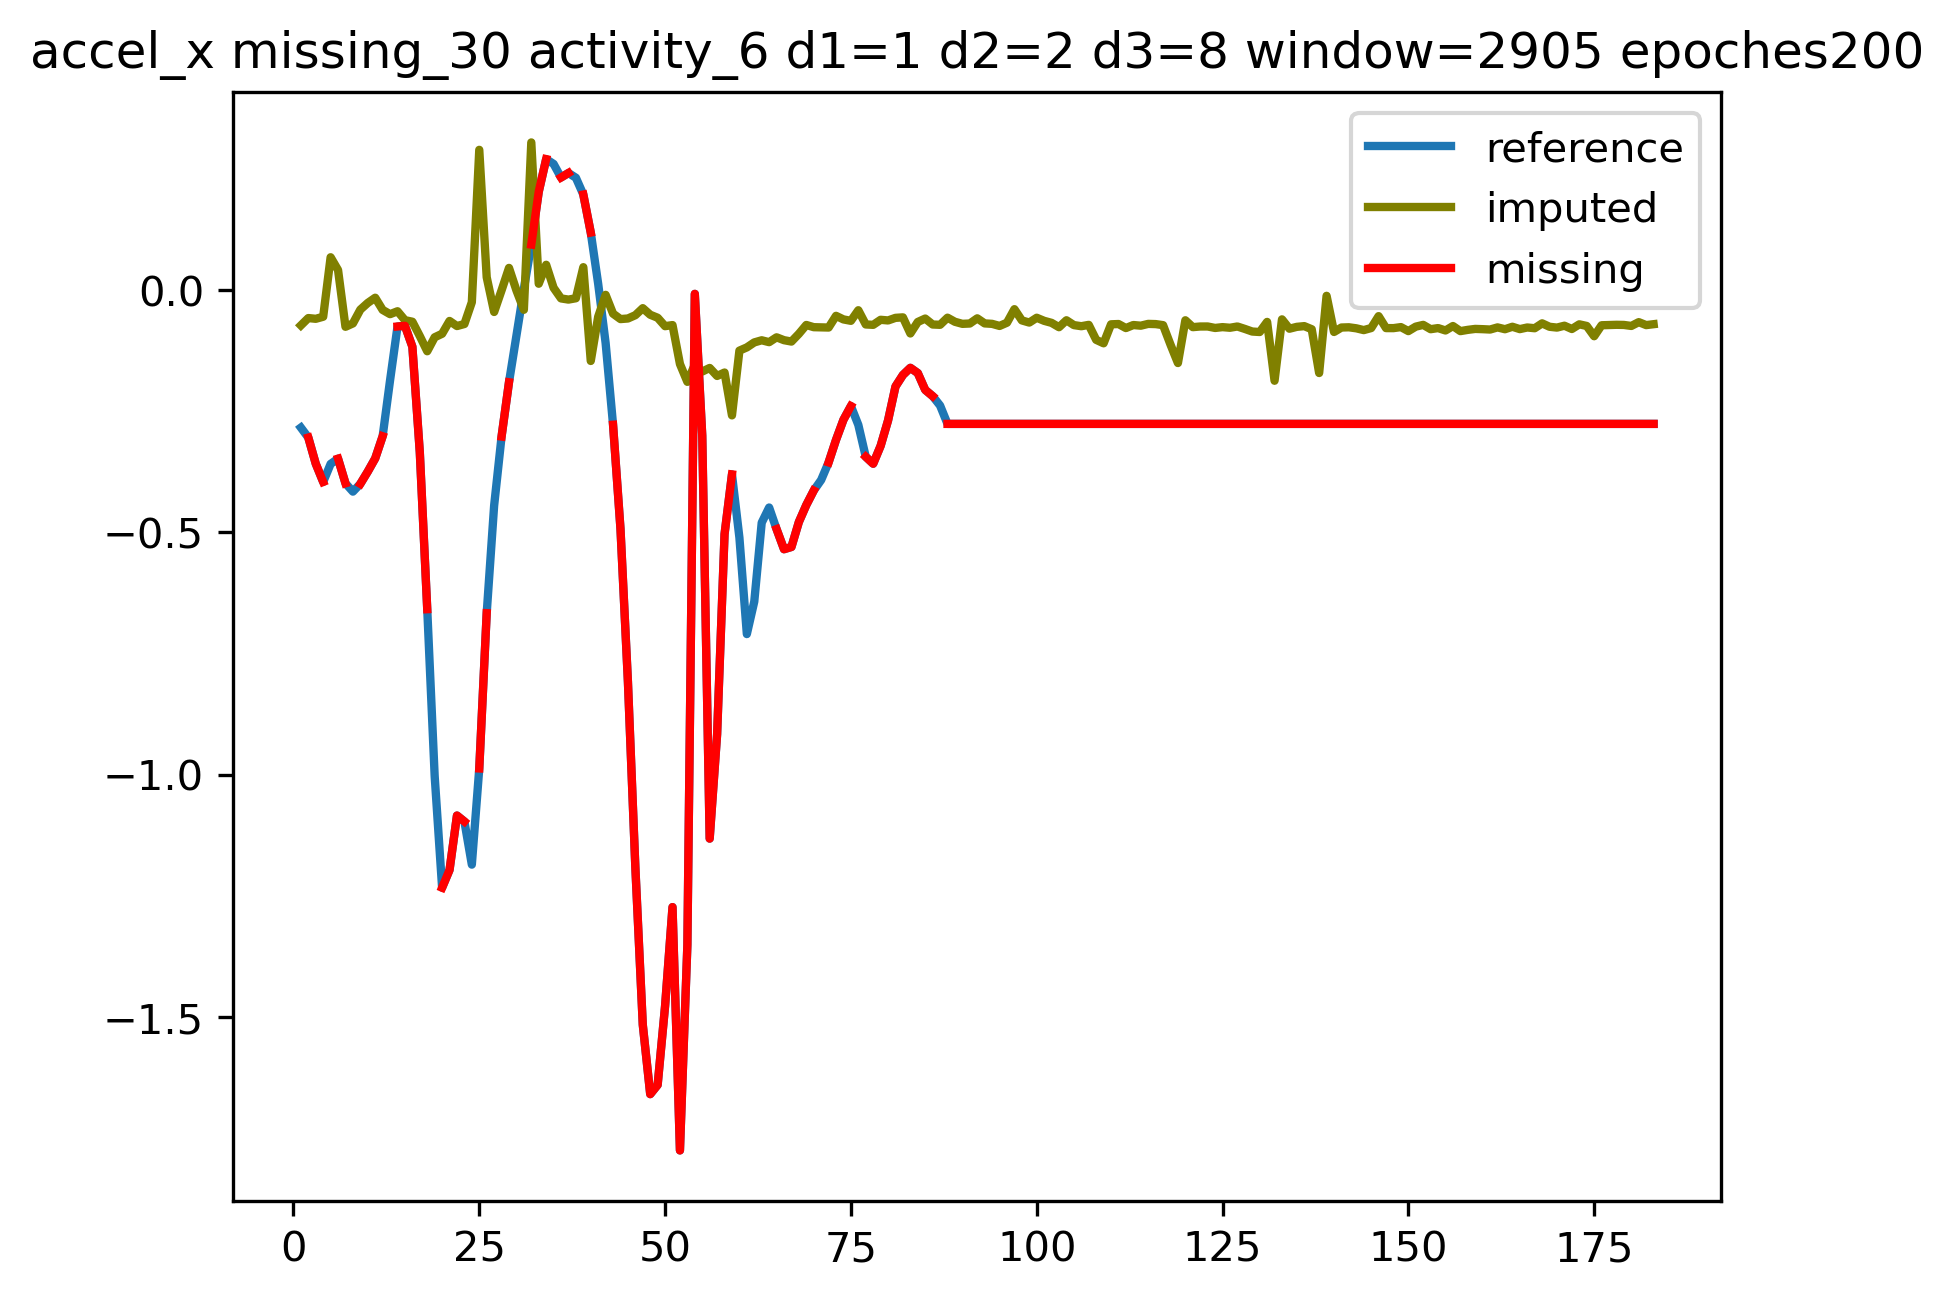 accel_x missing_30 activity_6 d1=1 d2=2 d3=8 window=2905 epoches200
reference
imputed
missing
0.0
−0.5
−1.0
−1.5
0 25 50 75 100 125 150 175